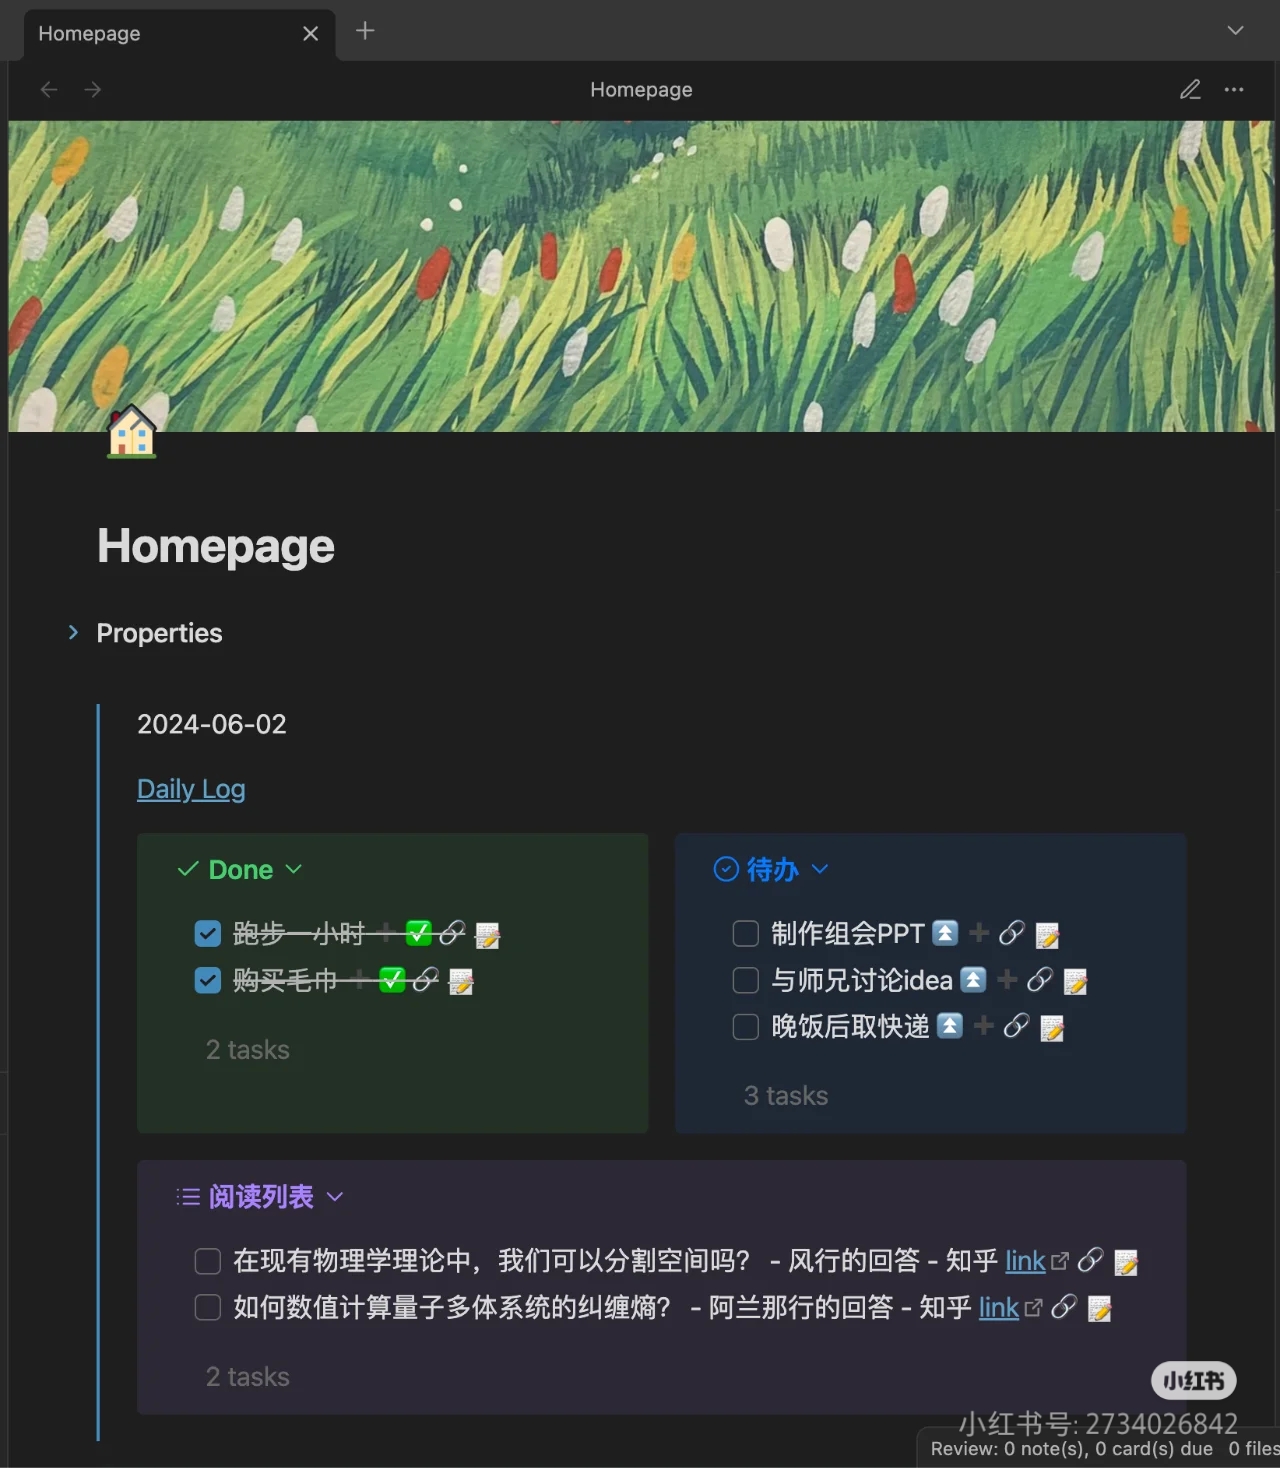 Homepage
Homepage
Homepage
Properties
2024-06-02
Daily Log
Done
跑步一小时
购买毛巾
2 tasks
待办
制作组会PPT
与师兄讨论idea
晚饭后取快递
3 tasks
阅读列表
在现有物理学理论中，我们可以分割空间吗？ - 风行的回答 - 知乎 link
如何数值计算量子多体系统的纠缠熵？ - 阿兰那行的回答 - 知乎 link
2 tasks
小红书
小红书号: 2734026842
Review: 0 note(s), 0 card(s) due 0 files